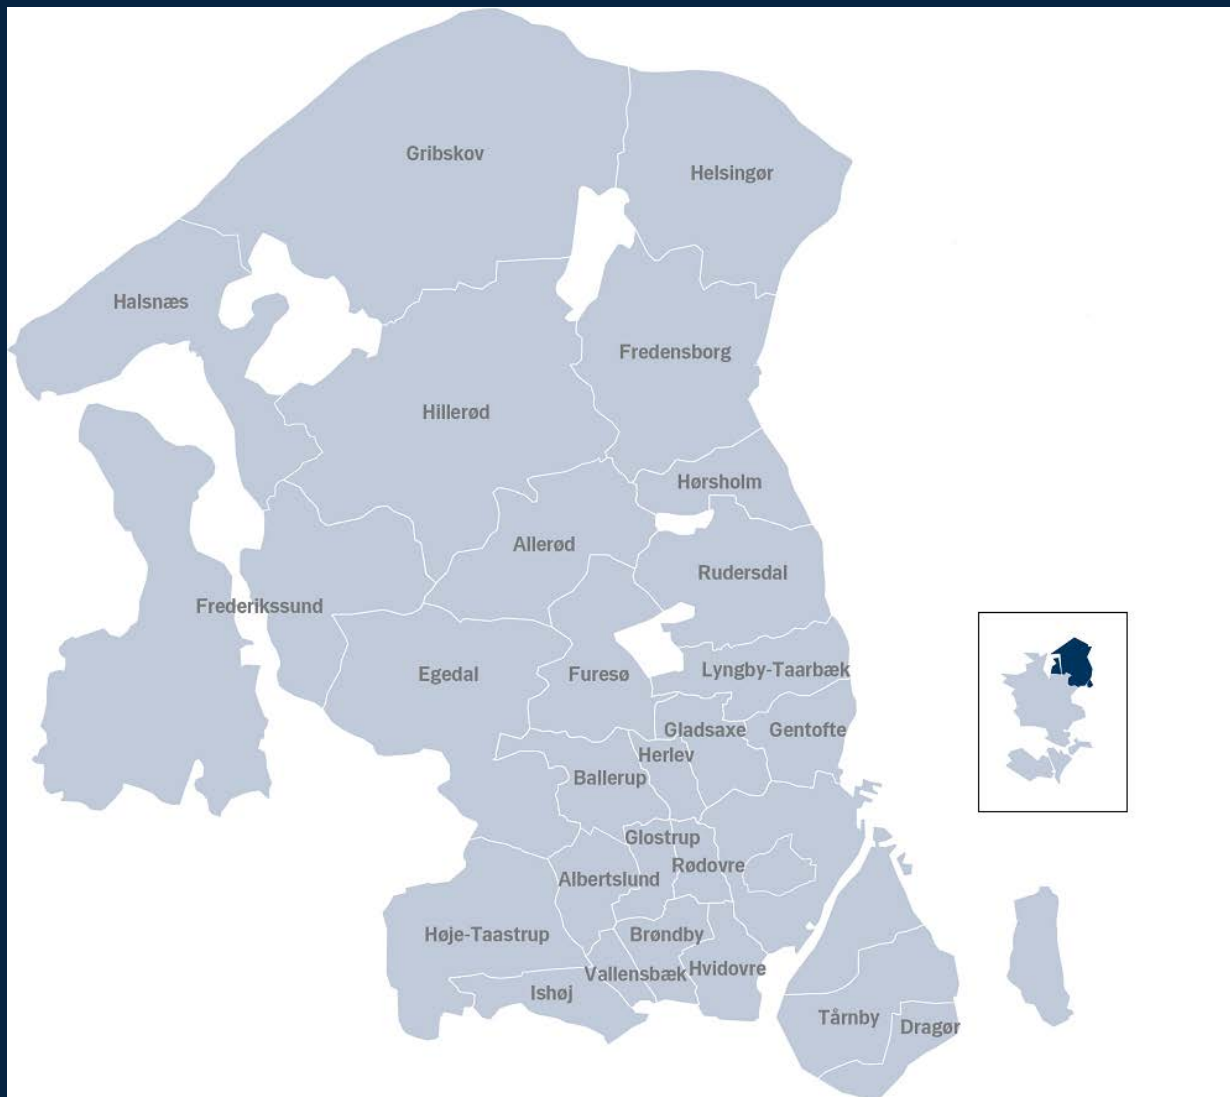 Gribskov
Helsingør
Halsnæs
Fredensborg
Hillerød
Hørsholm
Allerød
Rudersdal
Frederikssund
Egedal
Furesø
Lyngby-Taarbæk
Gladsaxe
Gentofte
Herlev
Ballerup
Glostrup
Rødovre
Albertslund
Høje-Taastrup
Brøndby
Vallensbæk
Hvidovre
Ishøj
Tårnby
Dragør